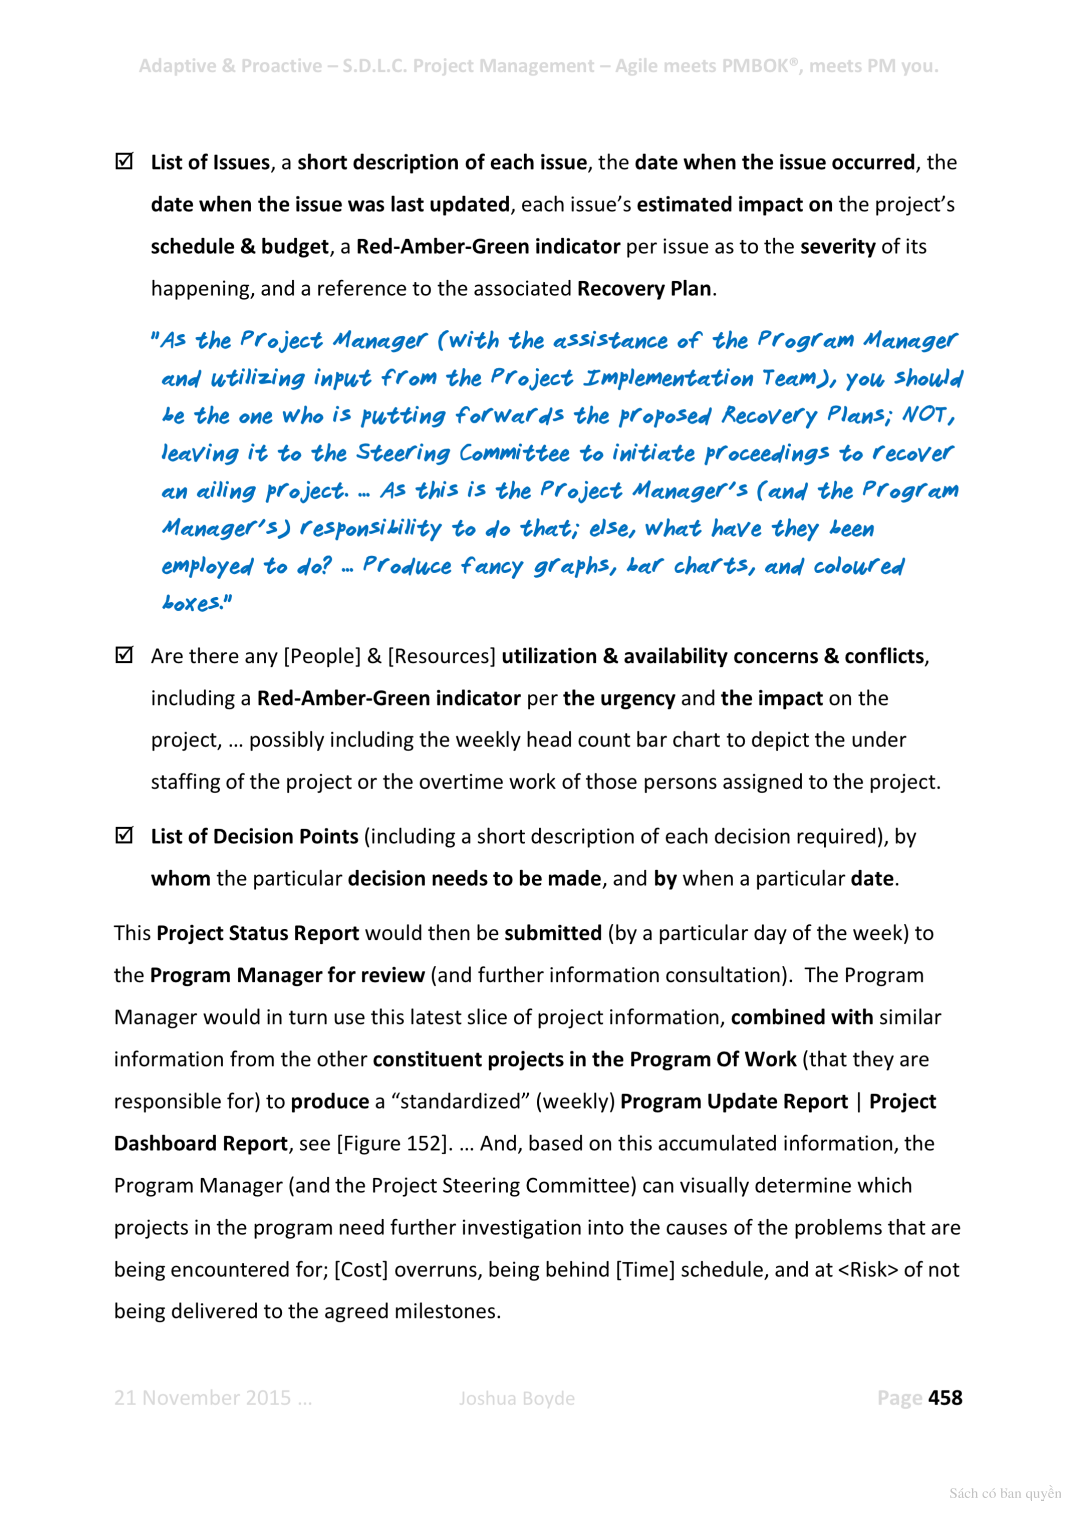 Adaptive & Proactive – S.D.L.C. Project Management – Agile meets PMBOK®, meets PM you.
☑ List of Issues, a short description of each issue, the date when the issue occurred, the
date when the issue was last updated, each issue’s estimated impact on the project’s
schedule & budget, a Red-Amber-Green indicator per issue as to the severity of its
happening, and a reference to the associated Recovery Plan.
"As the Project Manager (with the assistance of the Program Manager
and utilizing input from the Project Implementation Team), you should
be the one who is putting forwards the proposed Recovery Plans; NOT,
leaving it to the Steering Committee to initiate proceedings to recover
an ailing project. … As this is the Project Manager's (and the Program
Manager's) responsibility to do that; else, what have they been
employed to do? … Produce fancy graphs, bar charts, and coloured
boxes."
☑ Are there any [People] & [Resources] utilization & availability concerns & conflicts,
including a Red-Amber-Green indicator per the urgency and the impact on the
project, … possibly including the weekly head count bar chart to depict the under
staffing of the project or the overtime work of those persons assigned to the project.
☑ List of Decision Points (including a short description of each decision required), by
whom the particular decision needs to be made, and by when a particular date.
This Project Status Report would then be submitted (by a particular day of the week) to
the Program Manager for review (and further information consultation).  The Program
Manager would in turn use this latest slice of project information, combined with similar
information from the other constituent projects in the Program Of Work (that they are
responsible for) to produce a “standardized” (weekly) Program Update Report | Project
Dashboard Report, see [Figure 152]. … And, based on this accumulated information, the
Program Manager (and the Project Steering Committee) can visually determine which
projects in the program need further investigation into the causes of the problems that are
being encountered for; [Cost] overruns, being behind [Time] schedule, and at <Risk> of not
being delivered to the agreed milestones.
21 November 2015 … Joshua Boyde Page 458
Sách có bản quyền